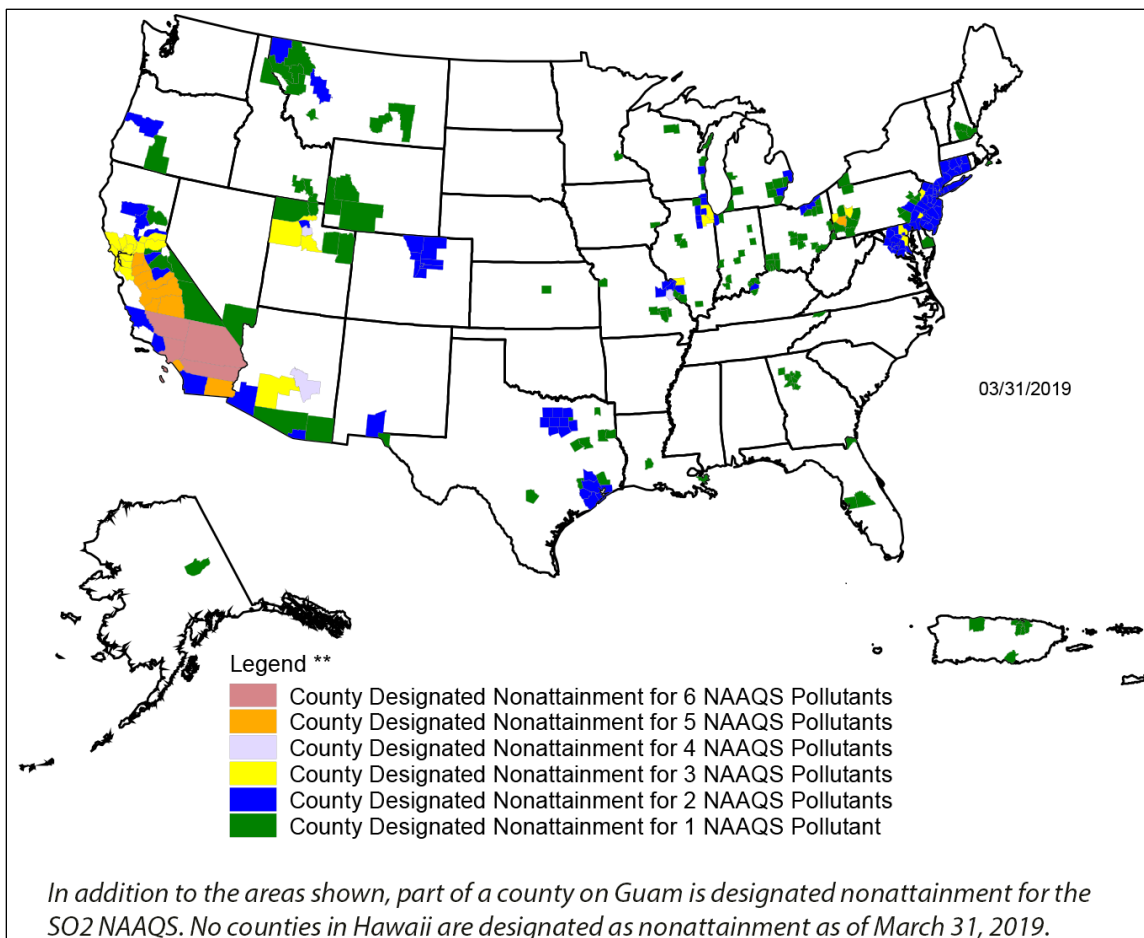 03/31/2019
Legend **
County Designated Nonattainment for 6 NAAQS Pollutants
County Designated Nonattainment for 5 NAAQS Pollutants
County Designated Nonattainment for 4 NAAQS Pollutants
County Designated Nonattainment for 3 NAAQS Pollutants
County Designated Nonattainment for 2 NAAQS Pollutants
County Designated Nonattainment for 1 NAAQS Pollutant
In addition to the areas shown, part of a county on Guam is designated nonattainment for the
SO2 NAAQS. No counties in Hawaii are designated as nonattainment as of March 31, 2019.